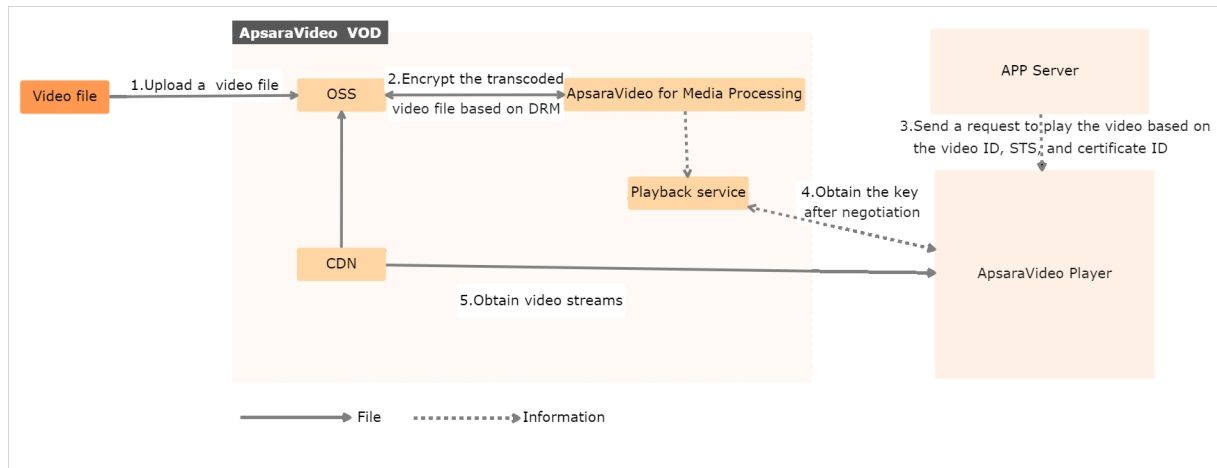 ApsaraVideo VOD
Video file
1.Upload a video file
OSS
2.Encrypt the transcoded
video file based on DRM
ApsaraVideo for Media Processing
APP Server
3.Send a request to play the video based on
the video ID, STS, and certificate ID
Playback service
4.Obtain the key
after negotiation
CDN
ApsaraVideo Player
5.Obtain video streams
File
Information